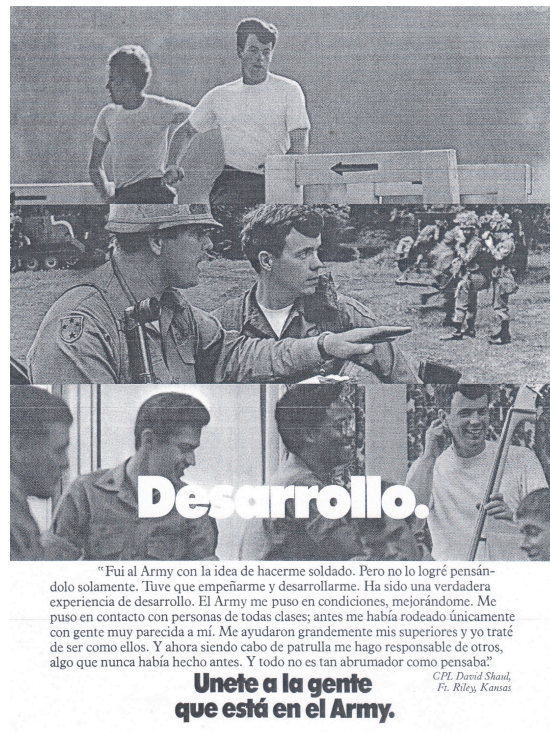 Desarrollo.
"Fui al Army con la idea de hacerme soldado. Pero no lo logré pensán-
dolo solamente. Tuve que empeñarme y desarrollarme. Ha sido una verdadera
experiencia de desarrollo. El Army me puso en condiciones, mejorándome. Me
puso en contacto con personas de todas clases; antes me había rodeado únicamente
con gente muy parecida a mí. Me ayudaron grandemente mis superiores y yo traté
de ser como ellos. Y ahora siendo cabo de patrulla me hago responsable de otros,
algo que nunca había hecho antes. Y todo no es tan abrumador como pensaba."
CPL David Shaul,
Ft. Riley, Kansas
Unete a la gente
que está en el Army.